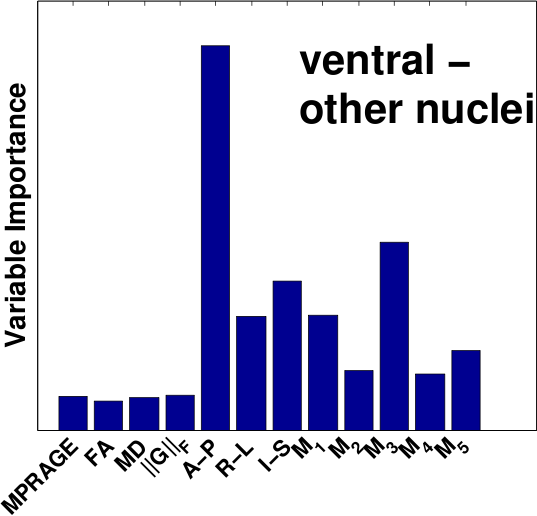 ventral –
other nuclei
Variable Importance
MPRAGE
FA
MD
||G||F
A–P
R–L
I–S
M1
M2
M3
M4
M5